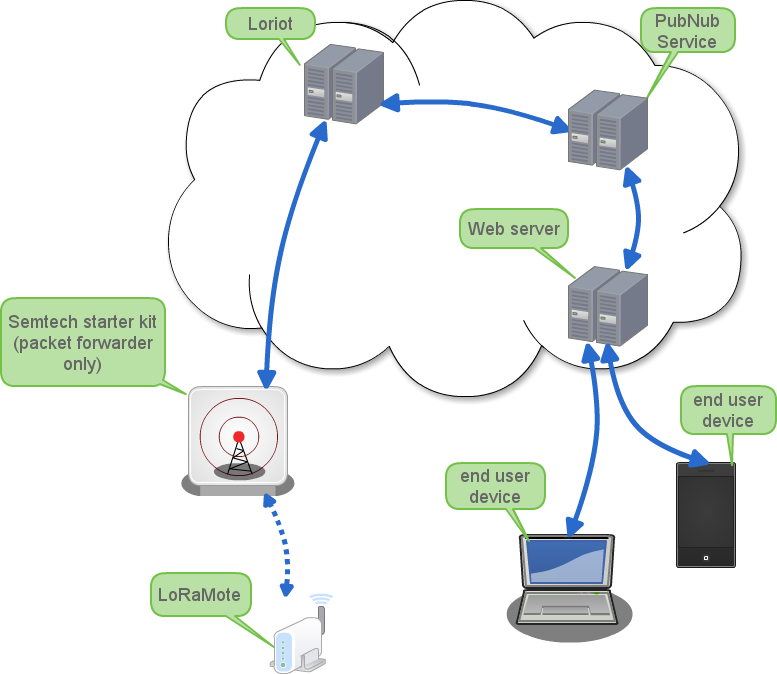 Loriot
PubNub
Service
Web server
Semtech starter kit
(packet forwarder
only)
end user
device
end user
device
LoRaMote